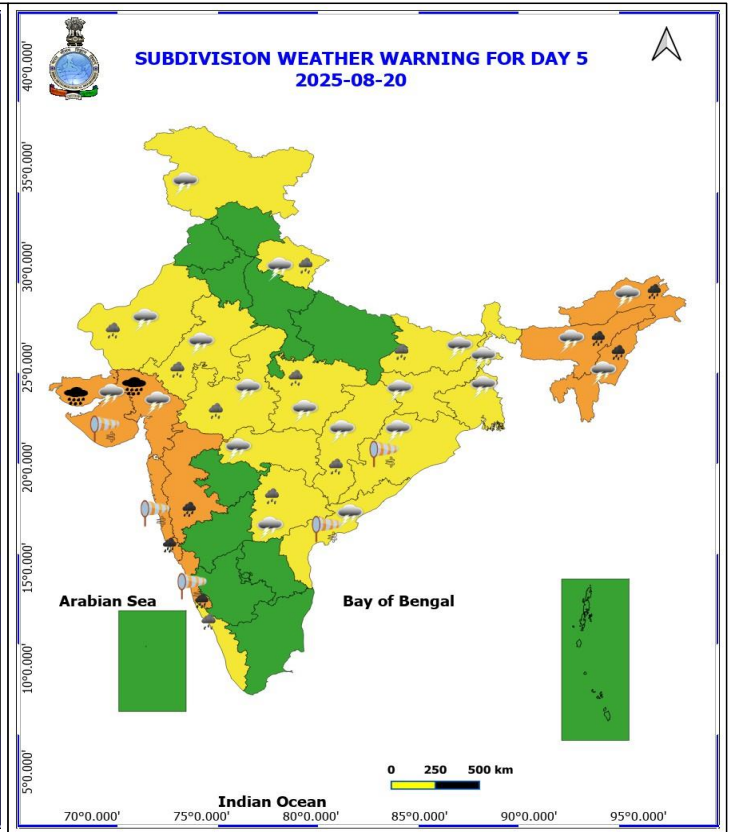 SUBDIVISION WEATHER WARNING FOR DAY 5
2025-08-20
40°0.000'
35°0.000'
30°0.000'
25°0.000'
20°0.000'
15°0.000'
10°0.000'
5°0.000'
Arabian Sea
Bay of Bengal
0 250 500 km
Indian Ocean
70°0.000' 75°0.000' 80°0.000' 85°0.000' 90°0.000' 95°0.000'